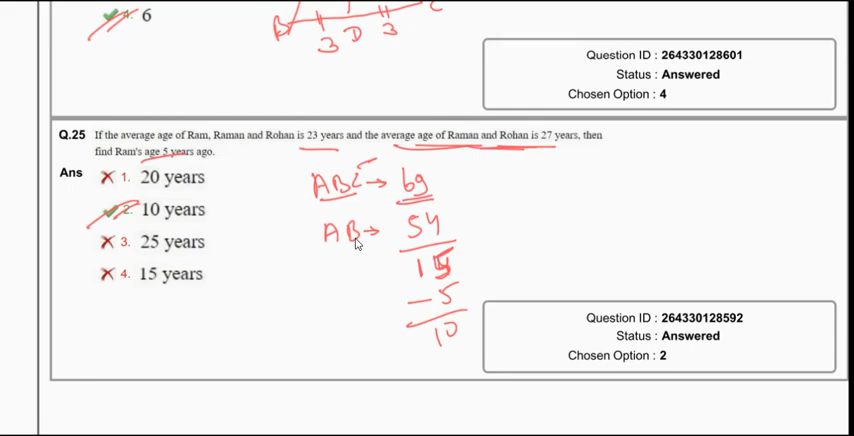 4. 6
B 3 D 3 C
Question ID : 264330128601
Status : Answered
Chosen Option : 4
Q.25 If the average age of Ram, Raman and Rohan is 23 years and the average age of Raman and Rohan is 27 years, then
find Ram's age 5 years ago.
Ans 1. 20 years
2. 10 years
3. 25 years
4. 15 years
ABC → 69
AB → 54
15
- 5
10
Question ID : 264330128592
Status : Answered
Chosen Option : 2